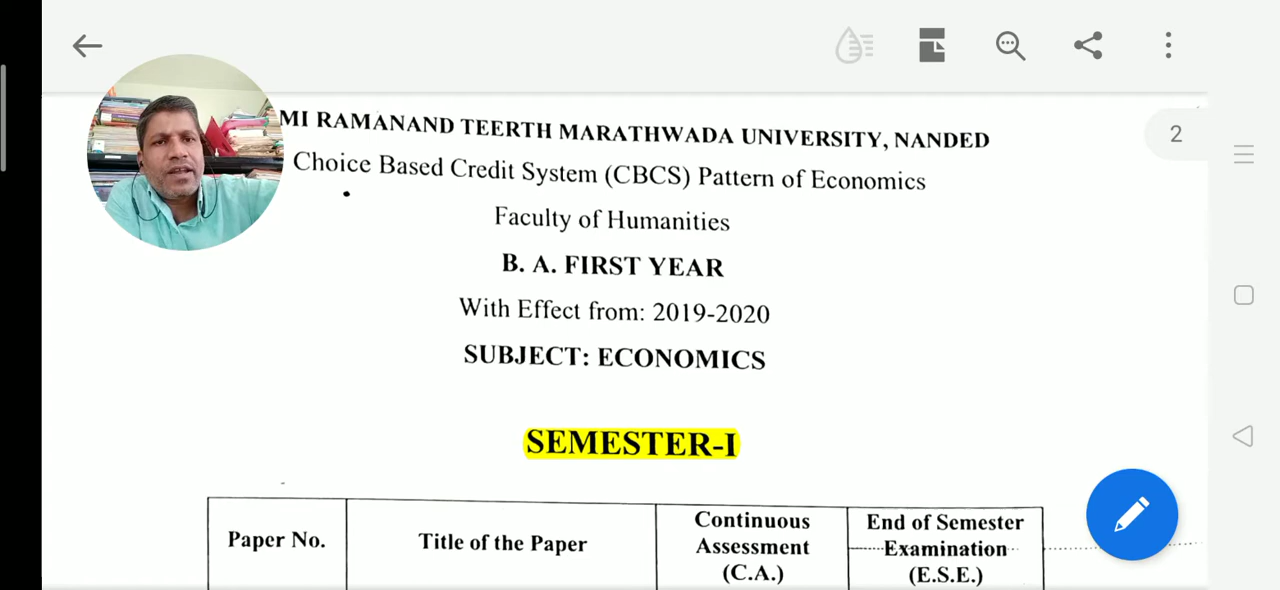 2
MI RAMANAND TEERTH MARATHWADA UNIVERSITY, NANDED
Choice Based Credit System (CBCS) Pattern of Economics
Faculty of Humanities
B. A. FIRST YEAR
With Effect from: 2019-2020
SUBJECT: ECONOMICS
SEMESTER-I
Paper No.
Title of the Paper
Continuous
Assessment
(C.A.)
End of Semester
Examination
(E.S.E.)